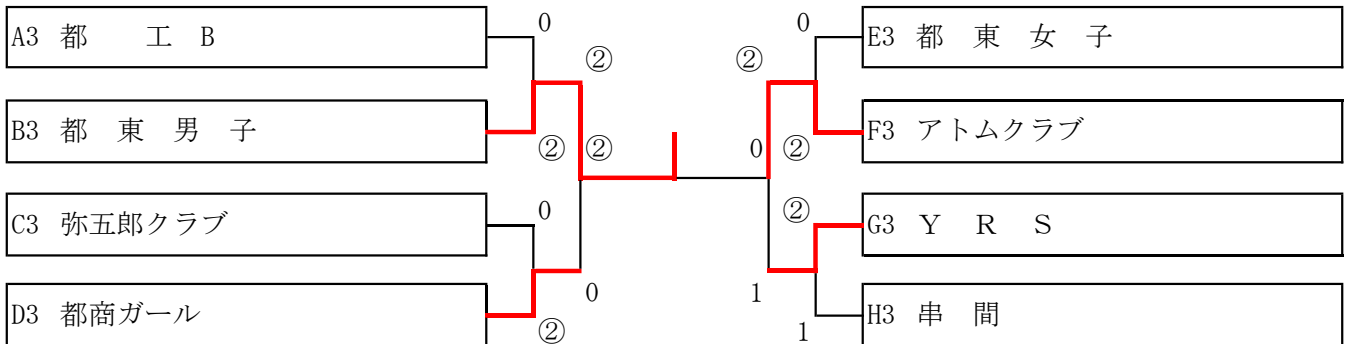 A3 都 工 B 0 0 E3 都 東 女 子
② ②
B3 都 東 男 子 ② ② 0 ② F3 アトムクラブ
C3 弥五郎クラブ 0 ② G3 Y R S
0 1
D3 都商ガール ② 1 H3 串 間